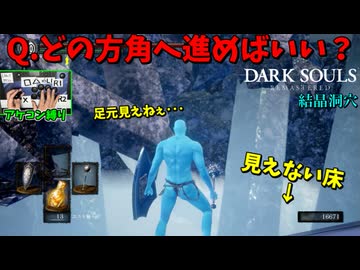 Q.どの方角へ進めばいい？
DARK SOULS
REMASTERED
結晶洞穴
アケコン縛り
足元見えねぇ・・・
見えない床
↓
13
16671